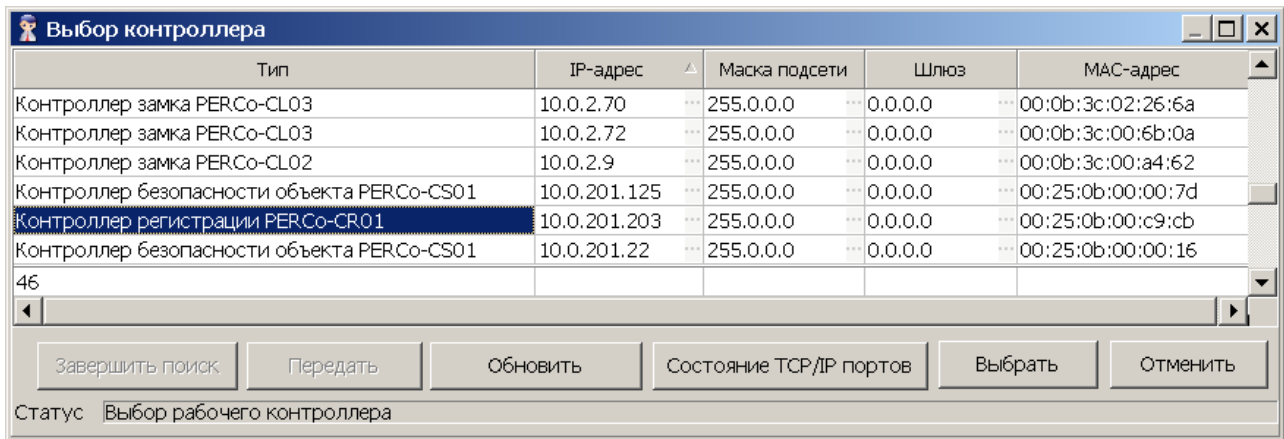 Выбор контроллера
Тип IP-адрес Маска подсети Шлюз MAC-адрес
Контроллер замка PERCo-CL03 10.0.2.70 255.0.0.0 0.0.0.0 00:0b:3c:02:26:6a
Контроллер замка PERCo-CL03 10.0.2.72 255.0.0.0 0.0.0.0 00:0b:3c:00:6b:0a
Контроллер замка PERCo-CL02 10.0.2.9 255.0.0.0 0.0.0.0 00:0b:3c:00:a4:62
Контроллер безопасности объекта PERCo-CS01 10.0.201.125 255.0.0.0 0.0.0.0 00:25:0b:00:00:7d
Контроллер регистрации PERCo-CR01 10.0.201.203 255.0.0.0 0.0.0.0 00:25:0b:00:c9:cb
Контроллер безопасности объекта PERCo-CS01 10.0.201.22 255.0.0.0 0.0.0.0 00:25:0b:00:00:16
46
Завершить поиск Передать Обновить Состояние TCP/IP портов Выбрать Отменить
Статус Выбор рабочего контроллера